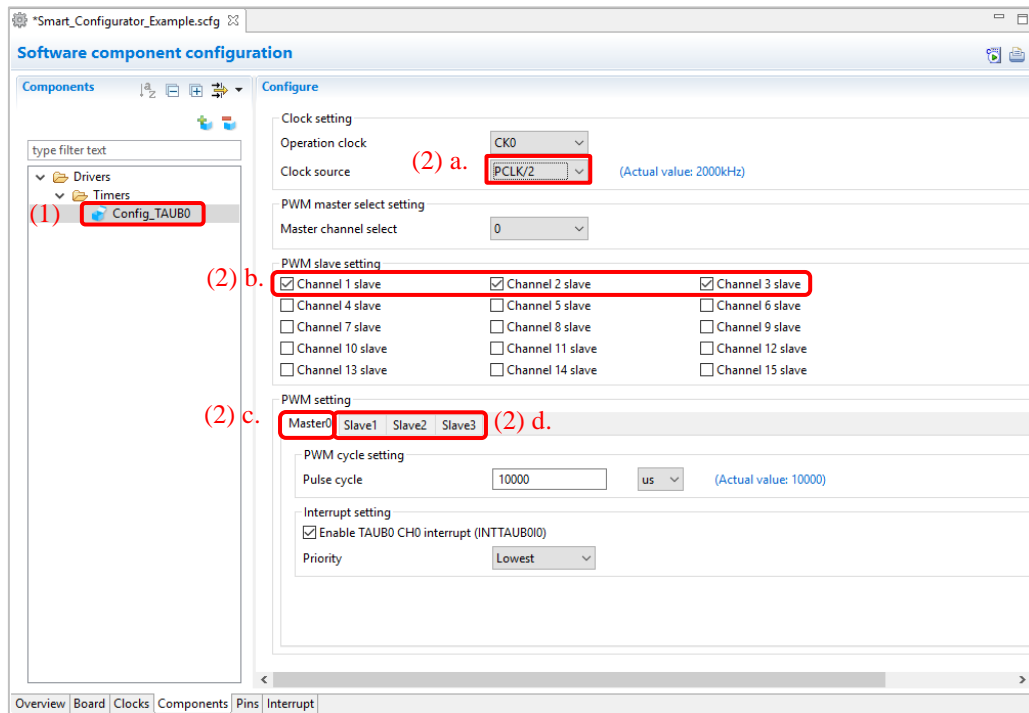 *Smart_Configurator_Example.scfg
Software component configuration
Components
Configure
type filter text
Drivers
Timers
(1)
Config_TAUB0
Clock setting
Operation clock CK0
(2) a.
Clock source PCLK/2 (Actual value: 2000kHz)
PWM master select setting
Master channel select 0
PWM slave setting
(2) b.
Channel 1 slave Channel 2 slave Channel 3 slave
Channel 4 slave Channel 5 slave Channel 6 slave
Channel 7 slave Channel 8 slave Channel 9 slave
Channel 10 slave Channel 11 slave Channel 12 slave
Channel 13 slave Channel 14 slave Channel 15 slave
PWM setting
(2) c. Master0 Slave1 Slave2 Slave3 (2) d.
PWM cycle setting
Pulse cycle 10000 us (Actual value: 10000)
Interrupt setting
Enable TAUB0 CH0 interrupt (INTTAUB0I0)
Priority Lowest
Overview Board Clocks Components Pins Interrupt